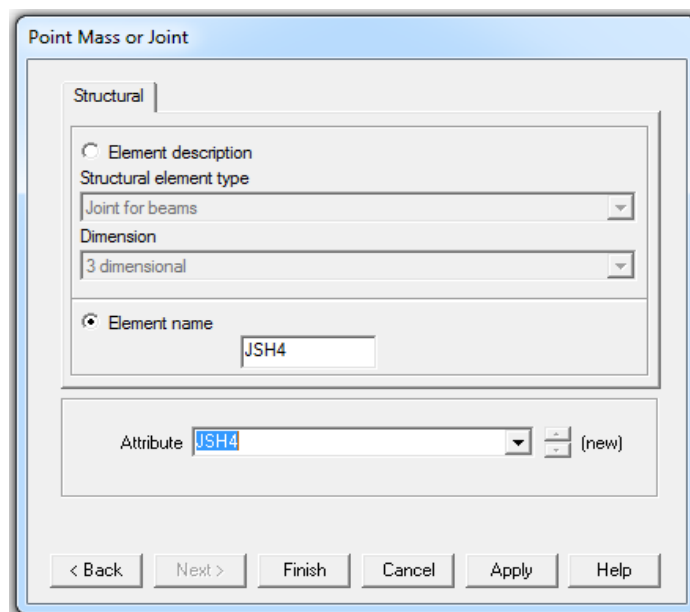 Point Mass or Joint
Structural
Element description
Structural element type
Joint for beams
Dimension
3 dimensional
Element name
JSH4
Attribute JSH4 (new)
< Back Next > Finish Cancel Apply Help